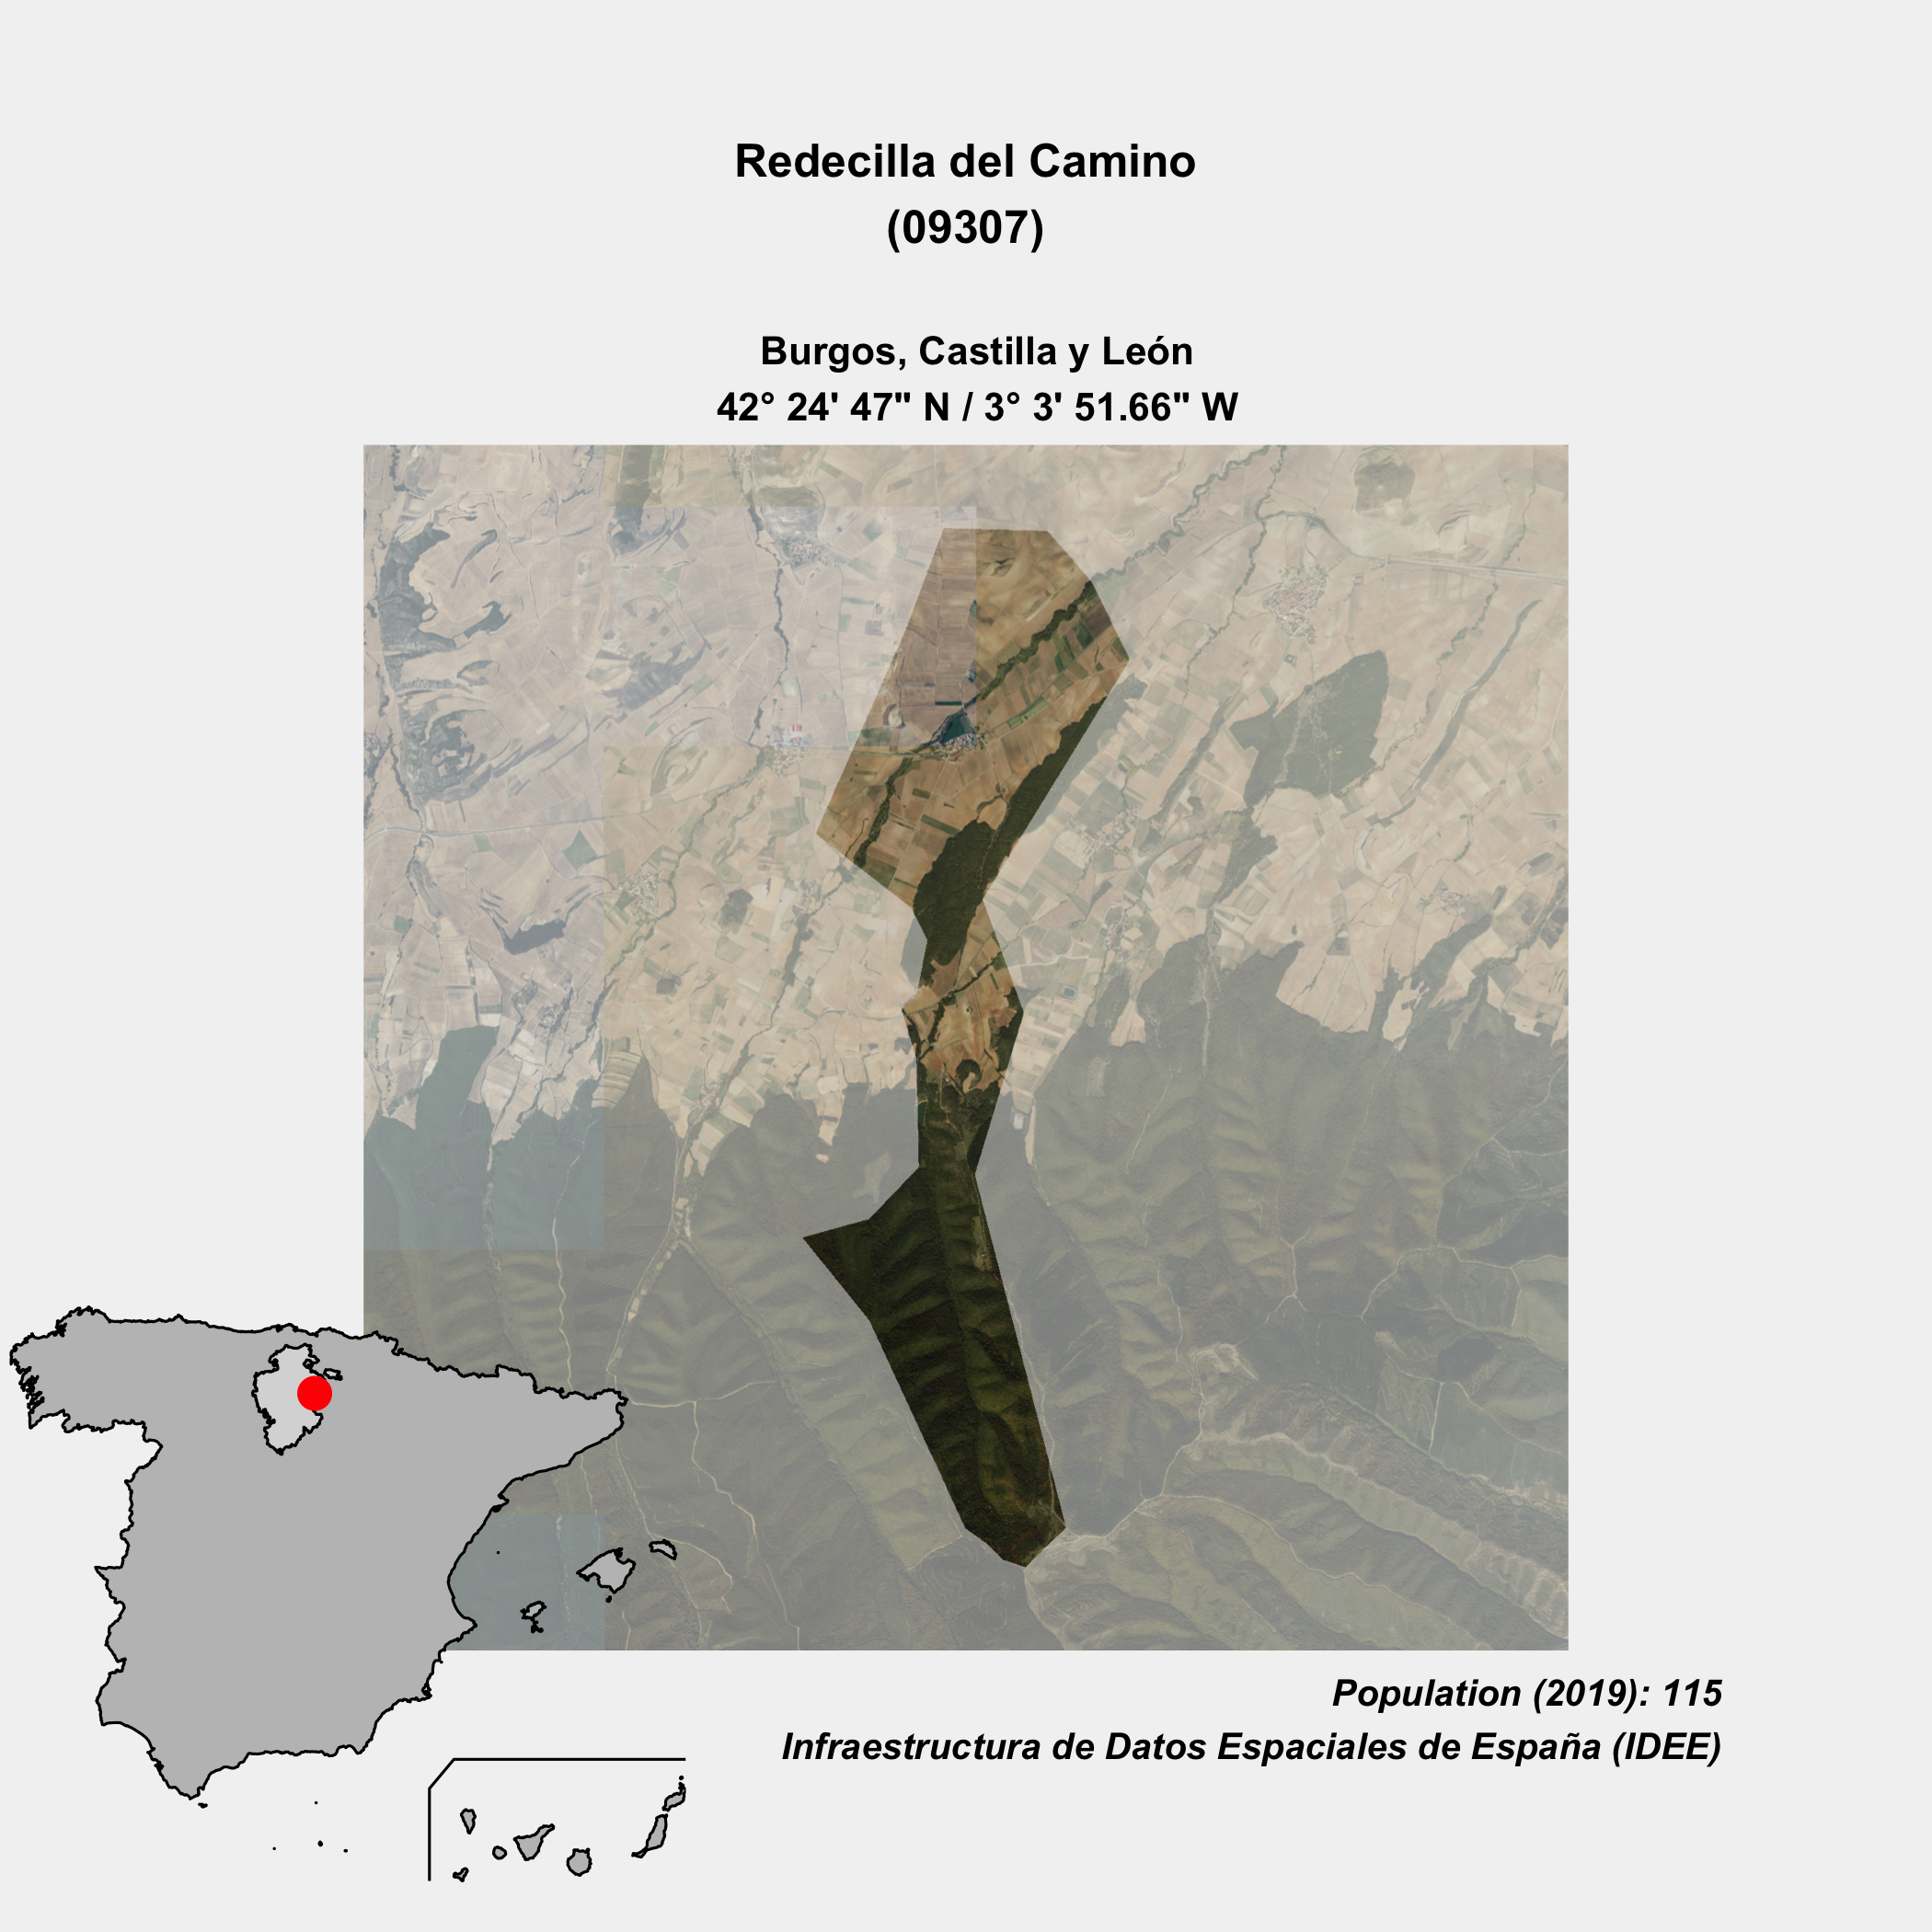 Redecilla del Camino
(09307)
Burgos, Castilla y León
42° 24' 47" N / 3° 3' 51.66" W
Population (2019): 115
Infraestructura de Datos Espaciales de España (IDEE)